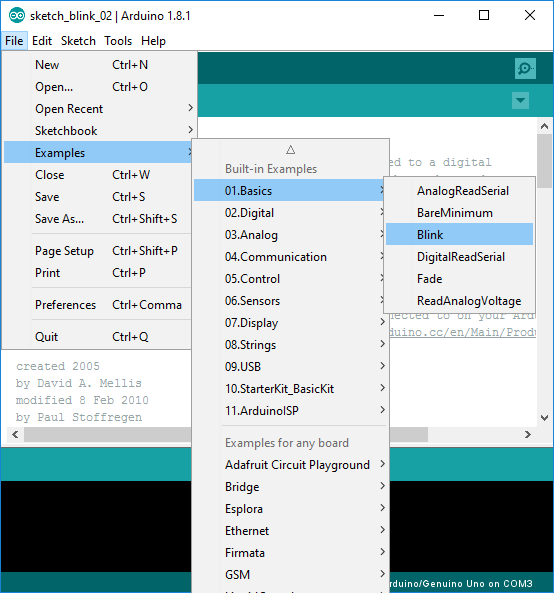 sketch_blink_02 | Arduino 1.8.1
File Edit Sketch Tools Help
New Ctrl+N
Open... Ctrl+O
Open Recent
Sketchbook
Examples
Close Ctrl+W
Save Ctrl+S
Save As... Ctrl+Shift+S
Page Setup Ctrl+Shift+P
Print Ctrl+P
Preferences Ctrl+Comma
Quit Ctrl+Q
Built-in Examples
01.Basics
02.Digital
03.Analog
04.Communication
05.Control
06.Sensors
07.Display
08.Strings
09.USB
10.StarterKit_BasicKit
11.ArduinoISP
Examples for any board
Adafruit Circuit Playground
Bridge
Esplora
Ethernet
Firmata
GSM
AnalogReadSerial
BareMinimum
Blink
DigitalReadSerial
Fade
ReadAnalogVoltage
ed to a digital
nected to on your Ard
duino.cc/en/Main/Produ
created 2005
by David A. Mellis
modified 8 Feb 2010
by Paul Stoffregen
rduino/Genuino Uno on COM3